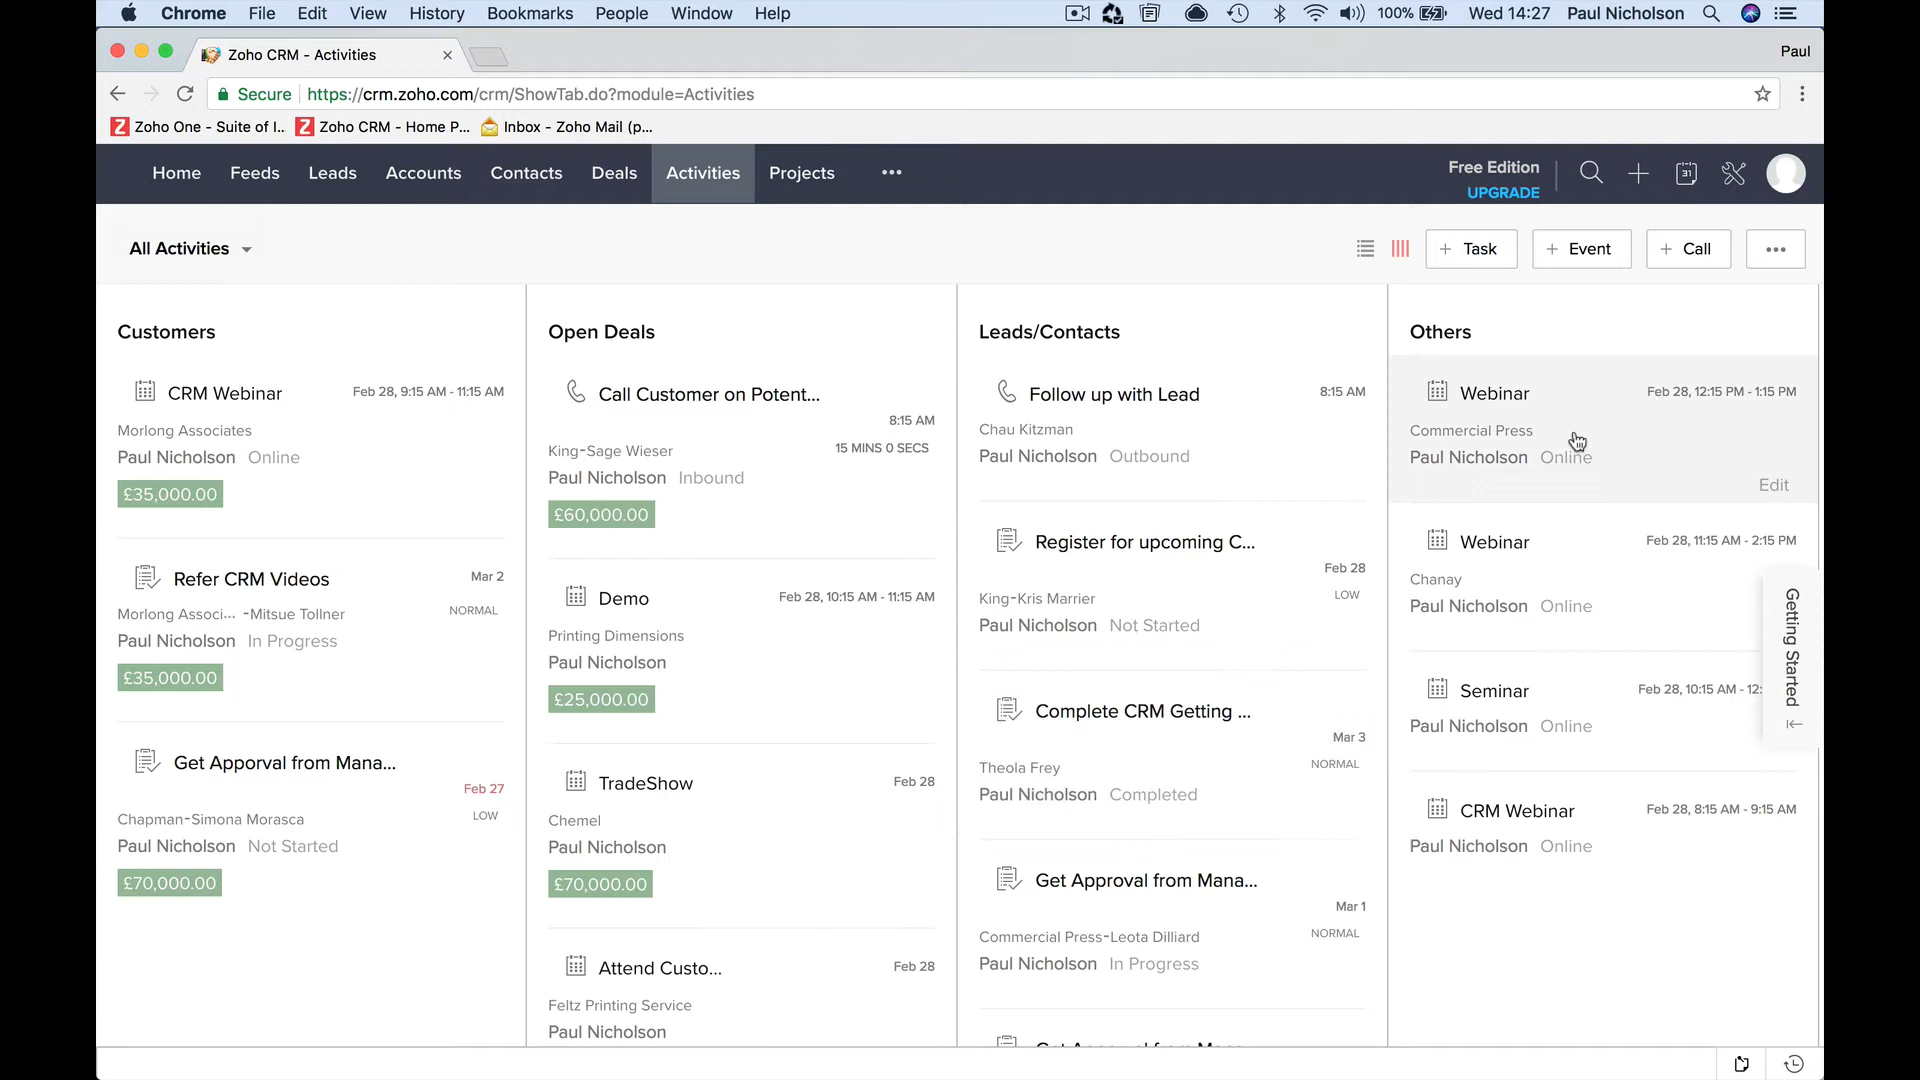 Chrome File Edit View History Bookmarks People Window Help 100% Wed 14:27 Paul Nicholson
Zoho CRM - Activities Paul
Secure https://crm.zoho.com/crm/ShowTab.do?module=Activities
Zoho One - Suite of I... Zoho CRM - Home P... Inbox - Zoho Mail (p...
Home Feeds Leads Accounts Contacts Deals Activities Projects ••• Free Edition 31
UPGRADE
All Activities + Task + Event + Call •••
Customers
CRM Webinar Feb 28, 9:15 AM - 11:15 AM
Morlong Associates
Paul Nicholson Online
£35,000.00
Refer CRM Videos Mar 2
Morlong Associ... -Mitsue Tollner NORMAL
Paul Nicholson In Progress
£35,000.00
Get Apporval from Mana...
Feb 27
Chapman-Simona Morasca LOW
Paul Nicholson Not Started
£70,000.00
Open Deals
Call Customer on Potent...
8:15 AM
King-Sage Wieser 15 MINS 0 SECS
Paul Nicholson Inbound
£60,000.00
Demo Feb 28, 10:15 AM - 11:15 AM
Printing Dimensions
Paul Nicholson
£25,000.00
TradeShow Feb 28
Chemel
Paul Nicholson
£70,000.00
Attend Custo... Feb 28
Feltz Printing Service
Paul Nicholson
Leads/Contacts
Follow up with Lead 8:15 AM
Chau Kitzman
Paul Nicholson Outbound
Register for upcoming C...
Feb 28
King-Kris Marrier LOW
Paul Nicholson Not Started
Complete CRM Getting ...
Mar 3
Theola Frey NORMAL
Paul Nicholson Completed
Get Approval from Mana...
Mar 1
Commercial Press-Leota Dilliard NORMAL
Paul Nicholson In Progress
Others
Webinar Feb 28, 12:15 PM - 1:15 PM
Commercial Press
Paul Nicholson Online
Edit
Webinar Feb 28, 11:15 AM - 2:15 PM
Chanay
Paul Nicholson Online
Seminar Feb 28, 10:15 AM - 12:
Paul Nicholson Online
CRM Webinar Feb 28, 8:15 AM - 9:15 AM
Paul Nicholson Online
Getting Started